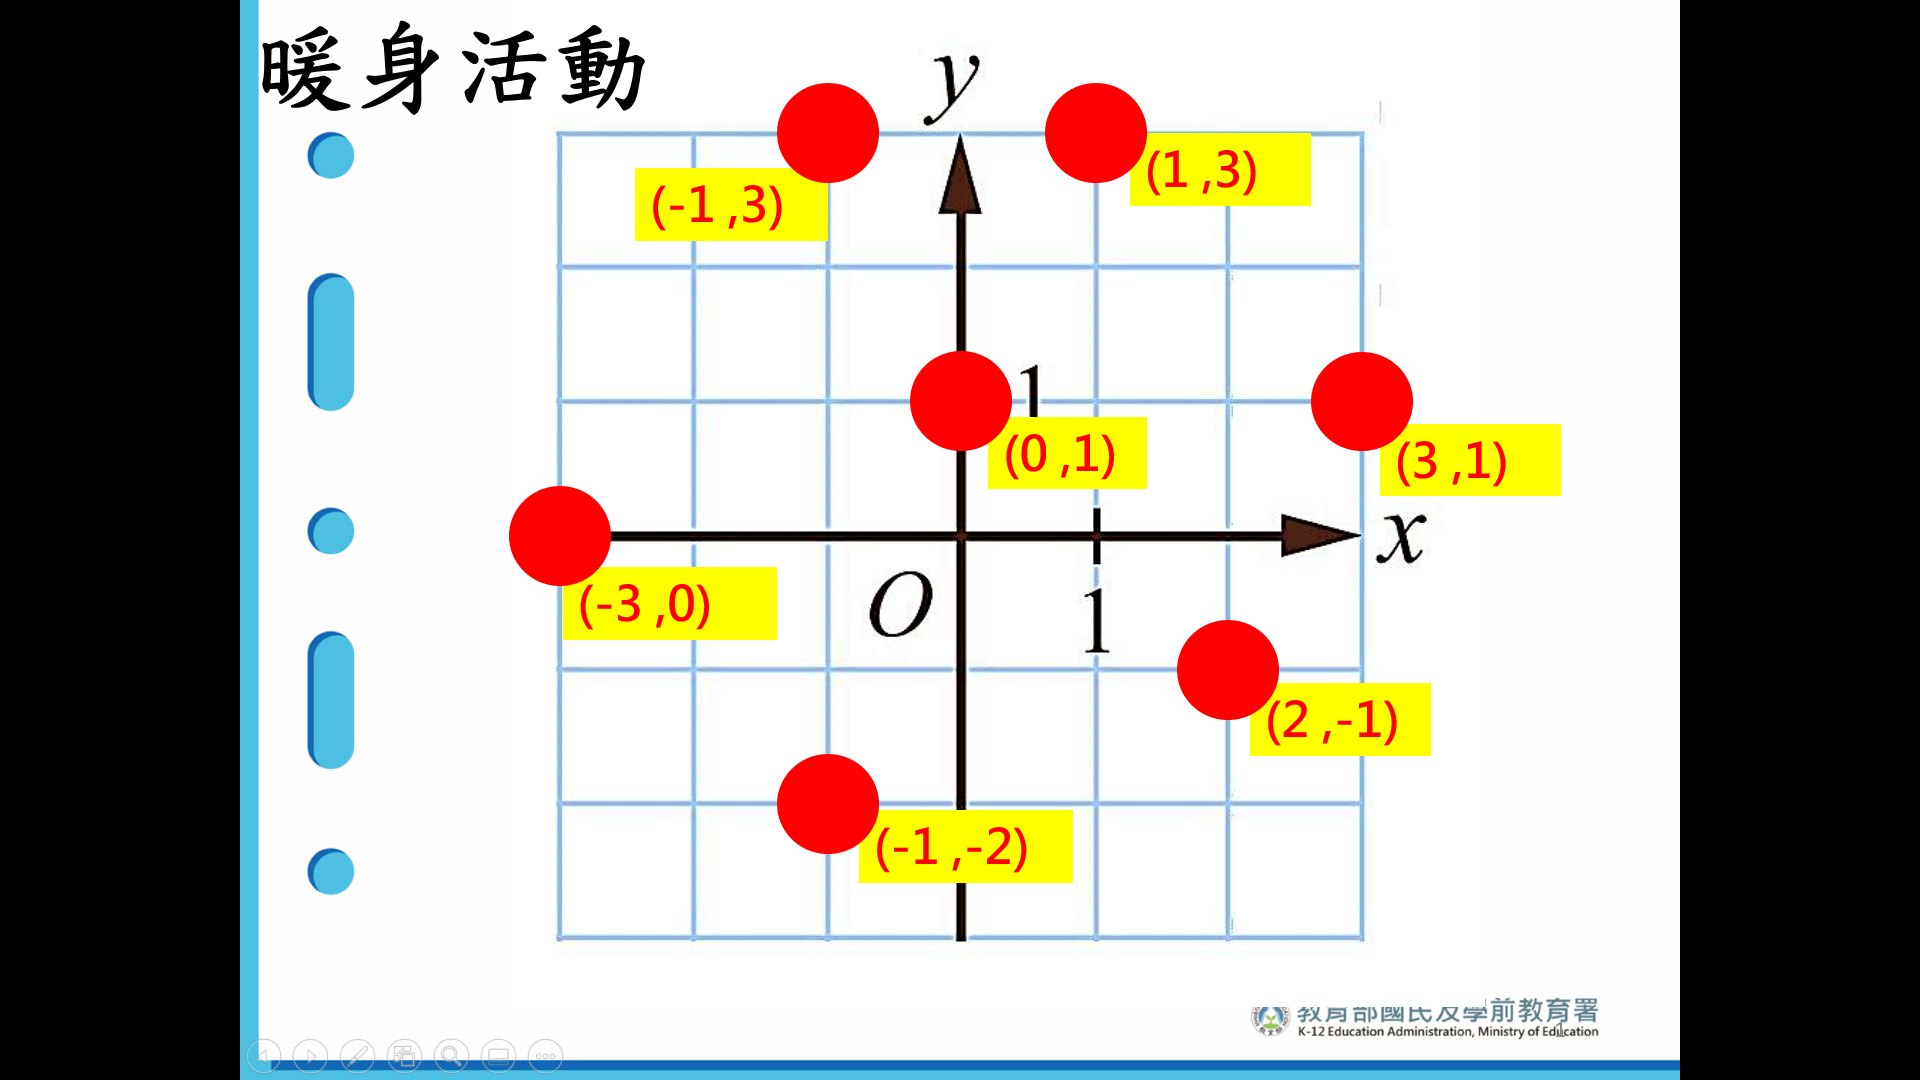 暖身活動
y
(-1 ,3)
(1 ,3)
1
(0 ,1)
(3 ,1)
x
O
(-3 ,0)
1
(2 ,-1)
(-1 ,-2)
教育部國民及學前教育署
K-12 Education Administration, Ministry of Education
1